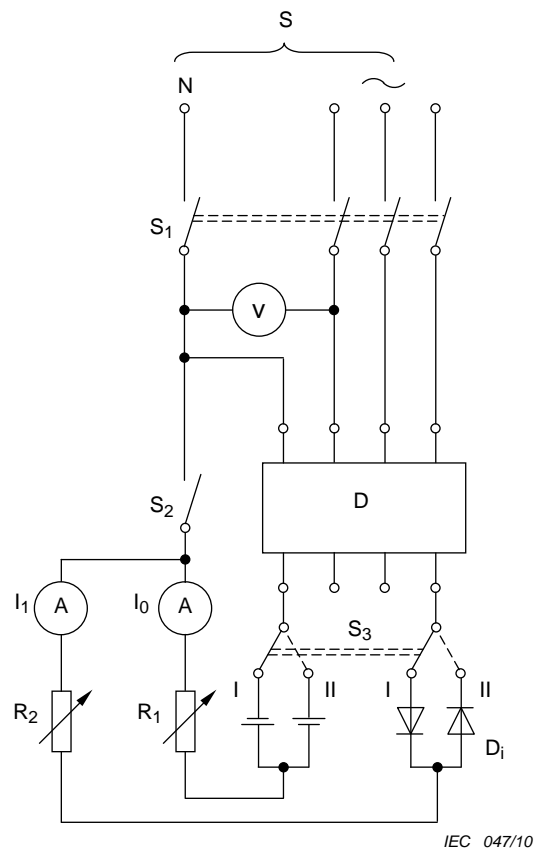 S
N
S1
V
S2
D
I1 A I0 A
S3
I II I II
R2 R1
Di
IEC 047/10